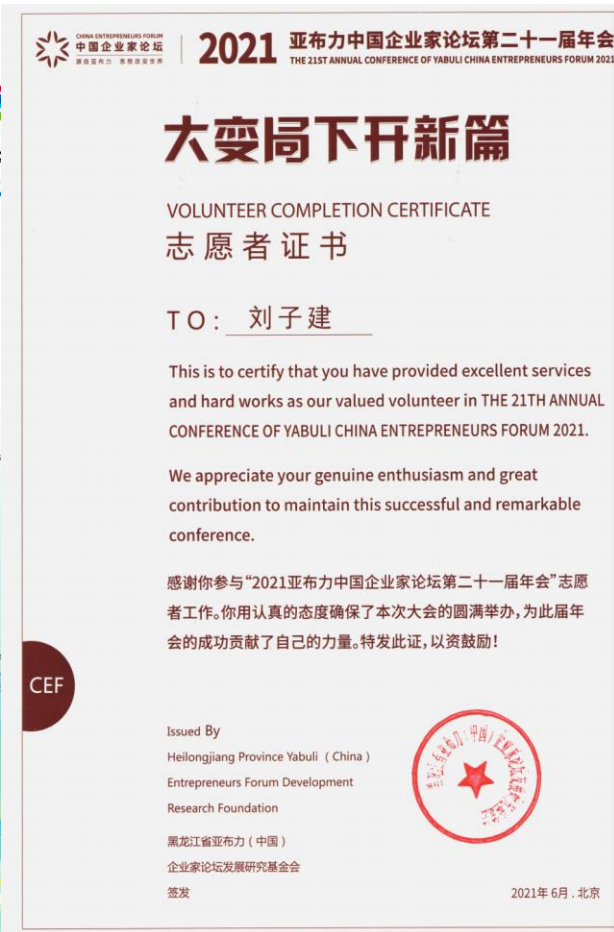 CHINA ENTREPRENEURS FORUM
中国企业家论坛
2021
亚布力中国企业家论坛第二十一届年会
THE 21ST ANNUAL CONFERENCE OF YABULI CHINA ENTREPRENEURS FORUM 2021
大变局下开新篇
VOLUNTEER COMPLETION CERTIFICATE
志愿者证书
TO: 刘子建
This is to certify that you have provided excellent services
and hard works as our valued volunteer in THE 21TH ANNUAL
CONFERENCE OF YABULI CHINA ENTREPRENEURS FORUM 2021.
We appreciate your genuine enthusiasm and great
contribution to maintain this successful and remarkable
conference.
感谢你参与“2021亚布力中国企业家论坛第二十一届年会”志愿
者工作。你用认真的态度确保了本次大会的圆满举办,为此届年
会的成功贡献了自己的力量。特发此证,以资鼓励!
CEF
Issued By
Heilongjiang Province Yabuli ( China )
Entrepreneurs Forum Development
Research Foundation
黑龙江省亚布力(中国)
企业家论坛发展研究基金会
签发
2021年 6月 . 北京